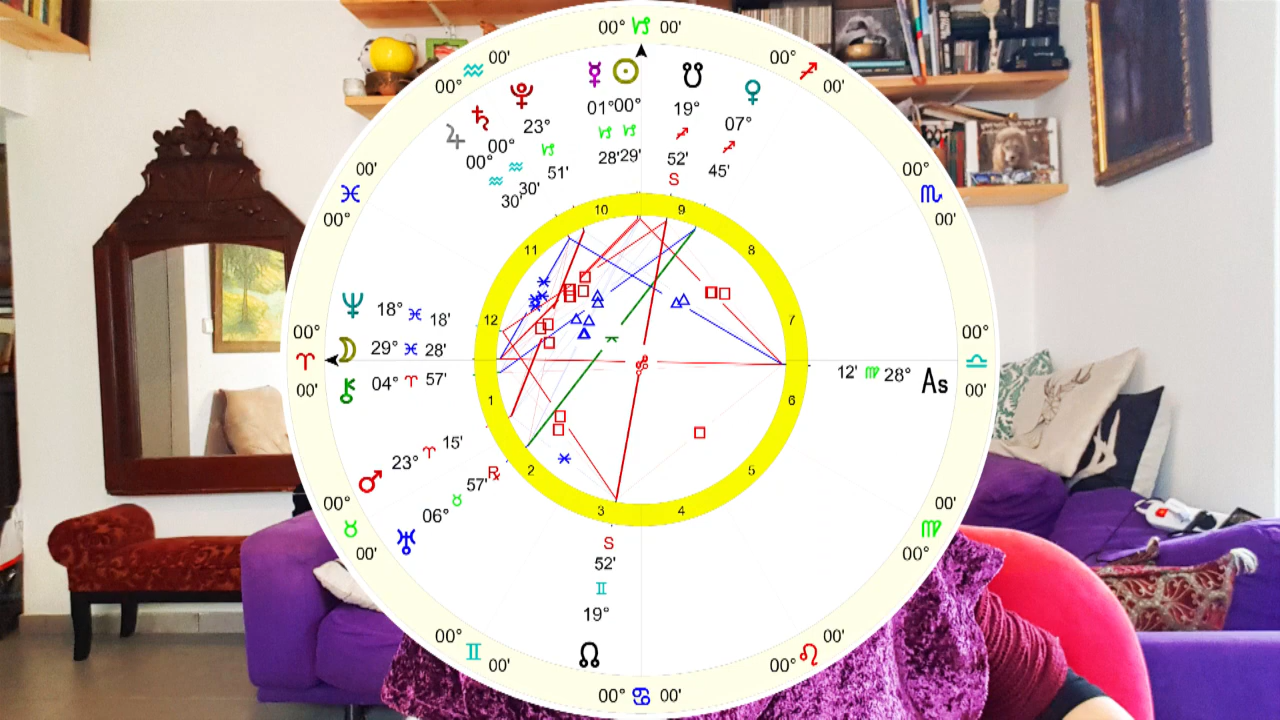 00° ♑ 00'
00° ♐ 00'
00° ♏ 00'
00° ♎ 00'
00' ♍ 00°
00' ♌ 00°
00° ♋ 00'
00° ♊ 00'
00° ♉ 00'
00° ♈ 00'
00' ♓ 00°
00' ♒ 00°
☿ 01° ♑ 28'
☉ 00° ♑ 29'
☋ 19° ♐ 52' S
♀ 07° ♐ 45'
♇ 23° ♑ 51'
♄ 00° ♒ 30'
♃ 00° ♒ 30'
♆ 18° ♓ 18'
☽ 29° ♓ 28'
⚷ 04° ♈ 57'
♂ 23° ♈ 15'
♅ 06° ♉ 57' ℞
☊ 19° ♊ 52' S
12' ♍ 28° As
10
9
8
7
6
5
4
3
2
1
12
11